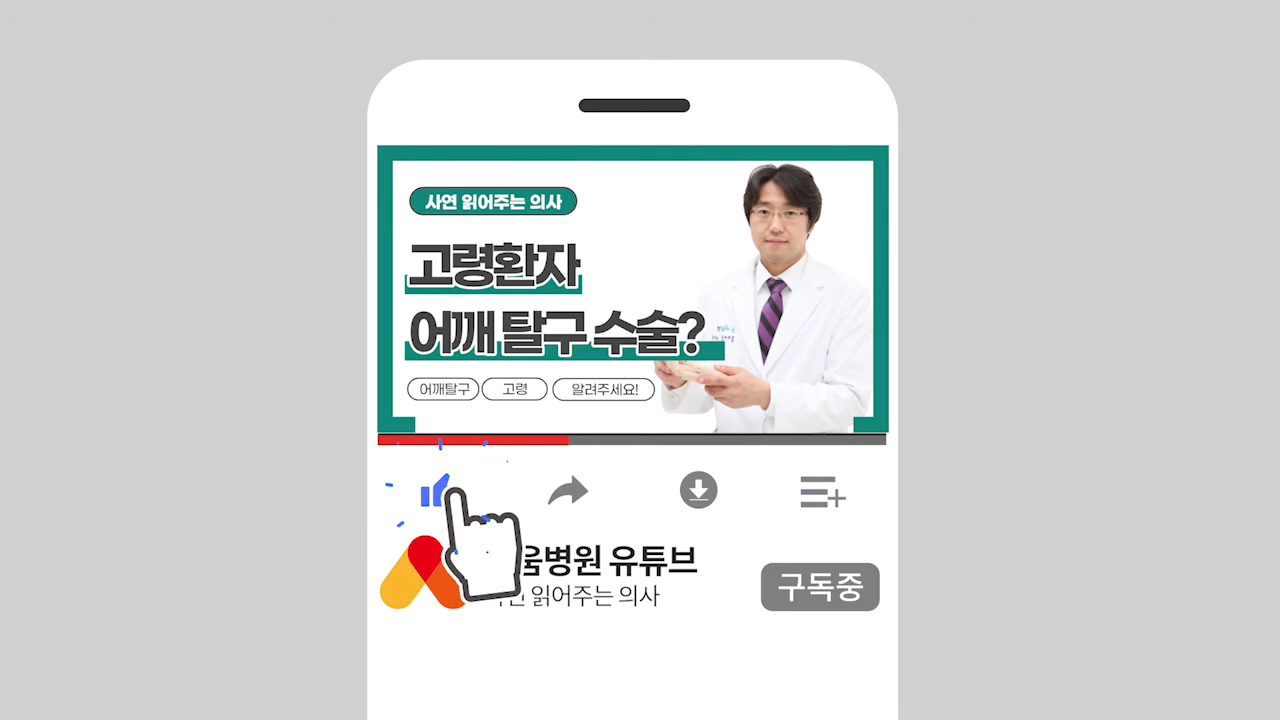 사연 읽어주는 의사
고령환자
어깨 탈구 수술?
어깨탈구 고령 알려주세요!
움병원 유튜브
읽어주는 의사
구독중